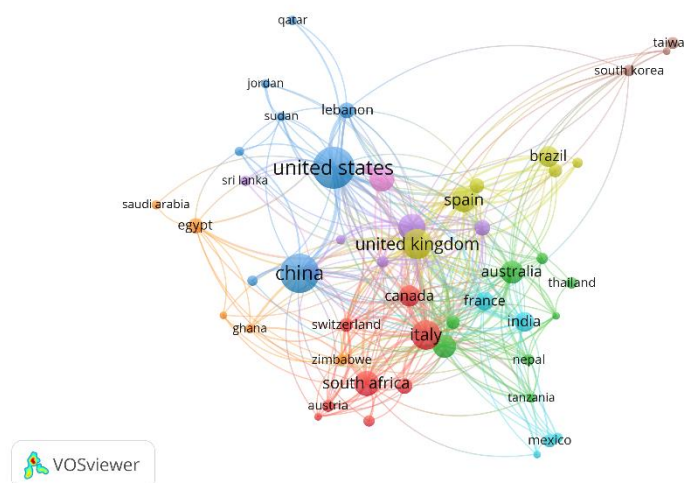 qatar
taiwa
south korea
jordan
lebanon
sudan
brazil
united states
sri lanka
spain
saudi arabia
egypt
united kingdom
china
australia
thailand
canada
france
switzerland
india
ghana
italy
zimbabwe
nepal
south africa
tanzania
austria
mexico
VOSviewer